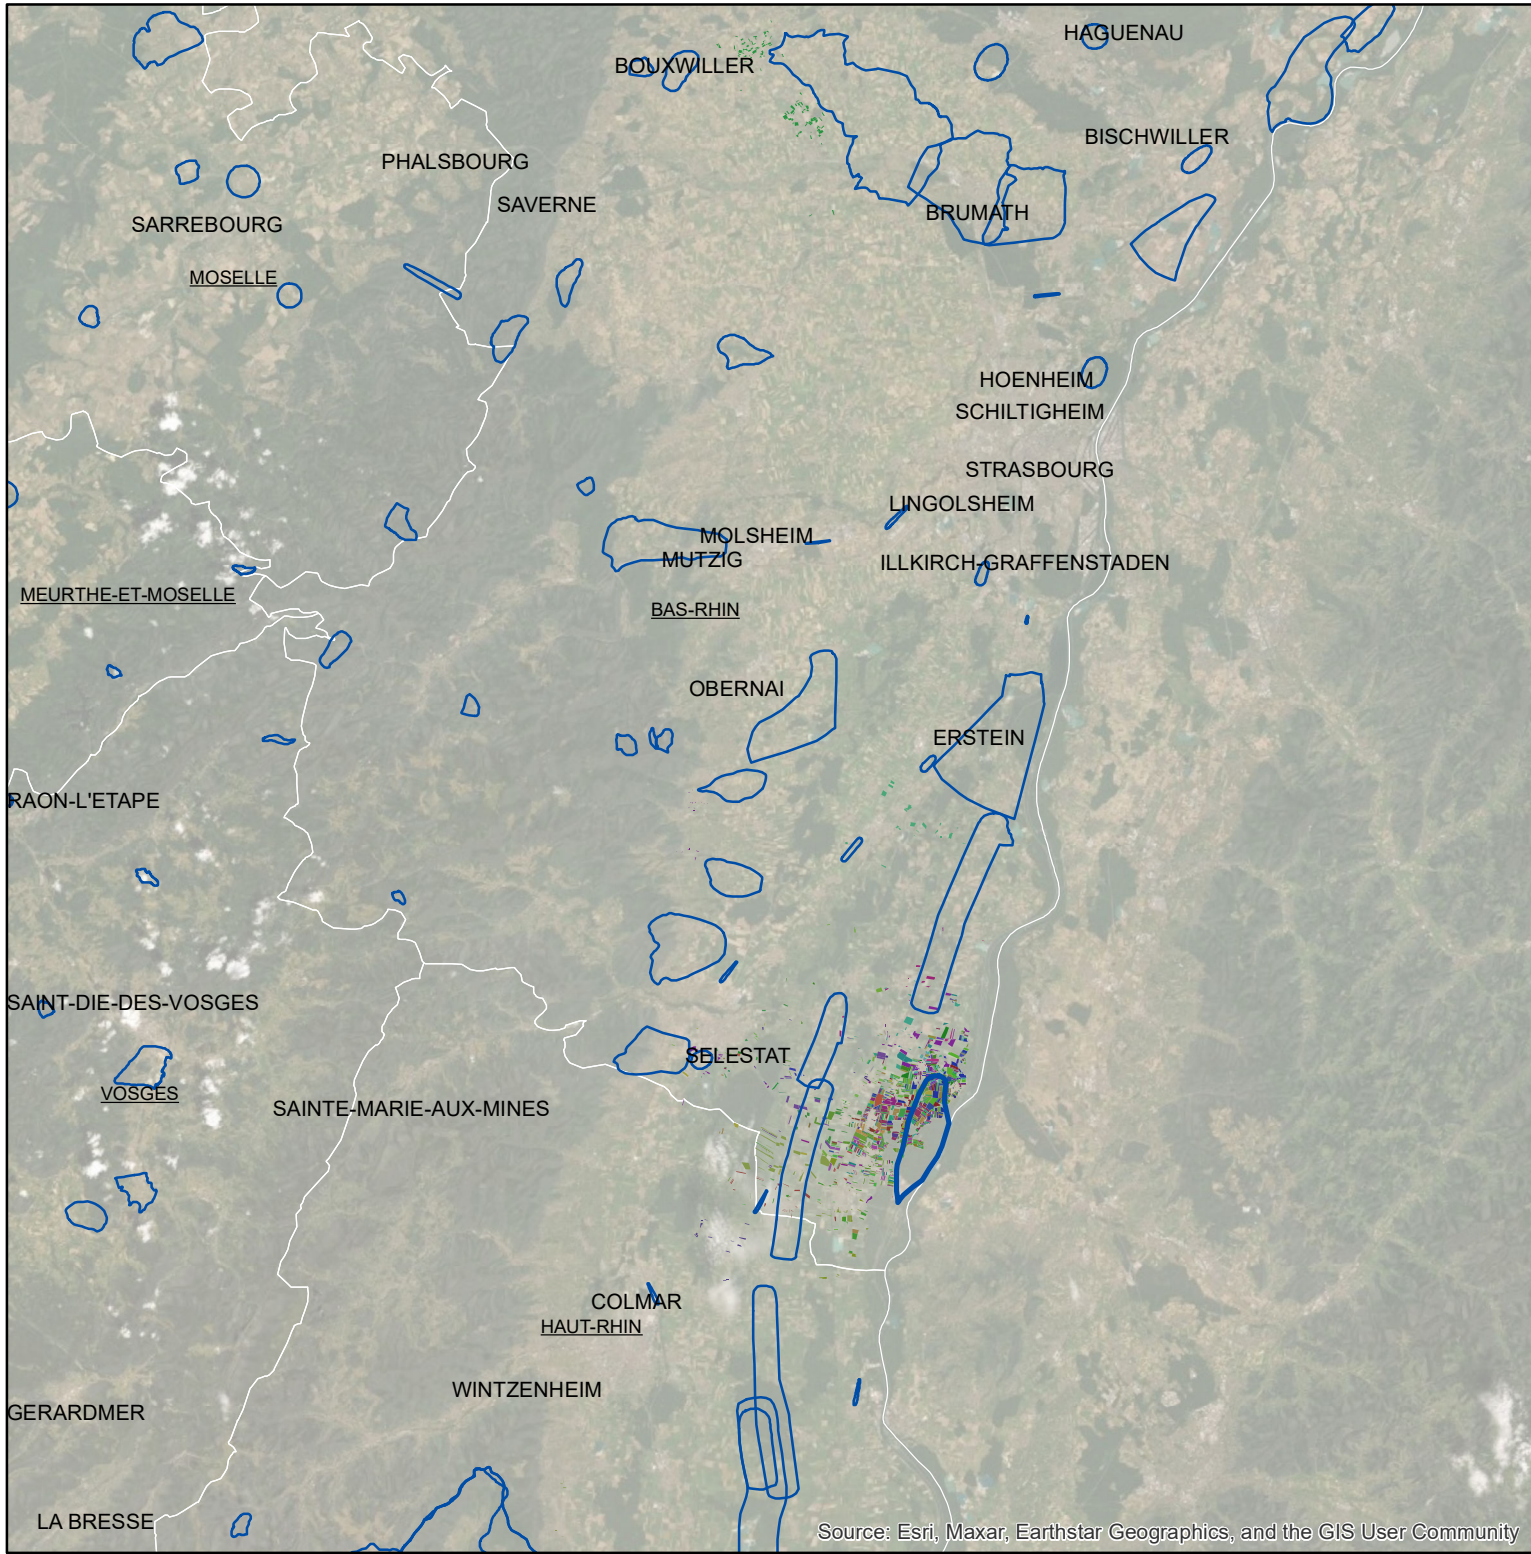 HAGUENAU
BOUXWILLER
BISCHWILLER
PHALSBOURG
SAVERNE
BRUMATH
SARREBOURG
MOSELLE
HOENHEIM
SCHILTIGHEIM
STRASBOURG
LINGOLSHEIM
MOLSHEIM
MUTZIG
ILLKIRCH-GRAFFENSTADEN
MEURTHE-ET-MOSELLE
BAS-RHIN
OBERNAI
ERSTEIN
RAON-L'ETAPE
SAINT-DIE-DES-VOSGES
SELESTAT
VOSGES
SAINTE-MARIE-AUX-MINES
COLMAR
HAUT-RHIN
WINTZENHEIM
GERARDMER
LA BRESSE
Source: Esri, Maxar, Earthstar Geographics, and the GIS User Community